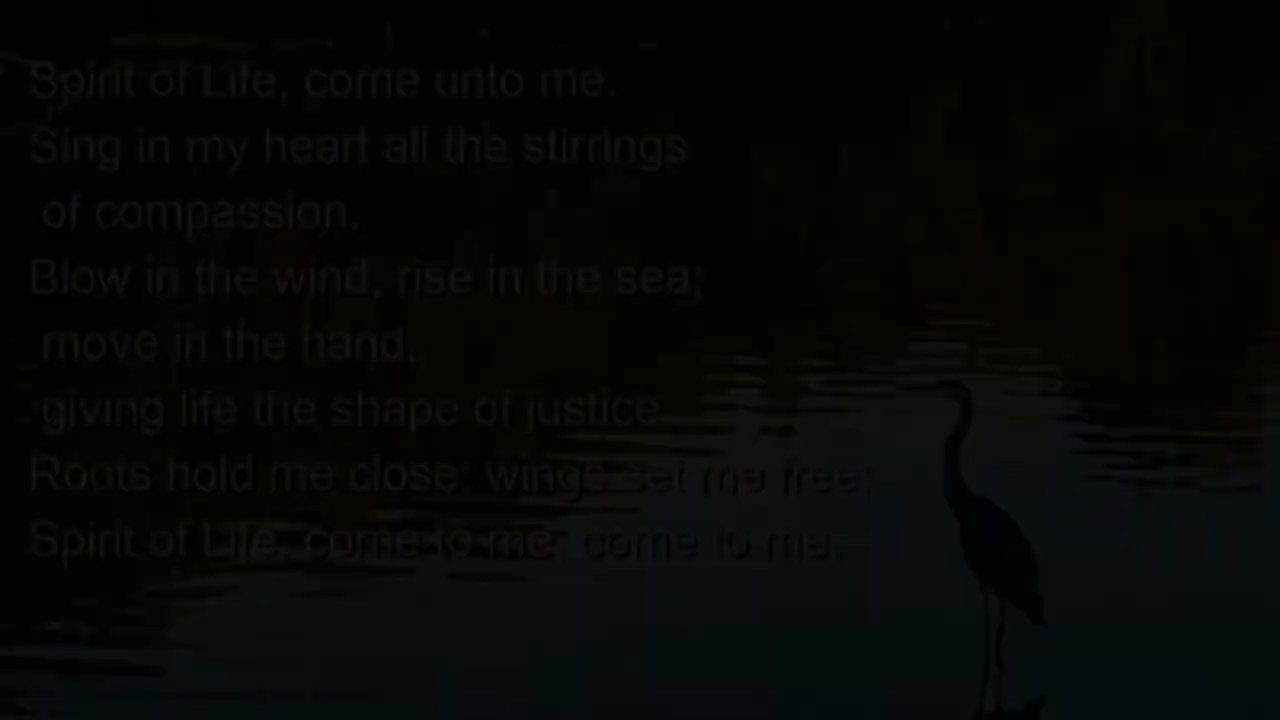 Spirit of Life, come unto me.
Sing in my heart all the stirrings
of compassion.
Blow in the wind, rise in the sea;
move in the hand,
giving life the shape of justice.
Roots hold me close; wings set me free;
Spirit of Life, come to me, come to me.